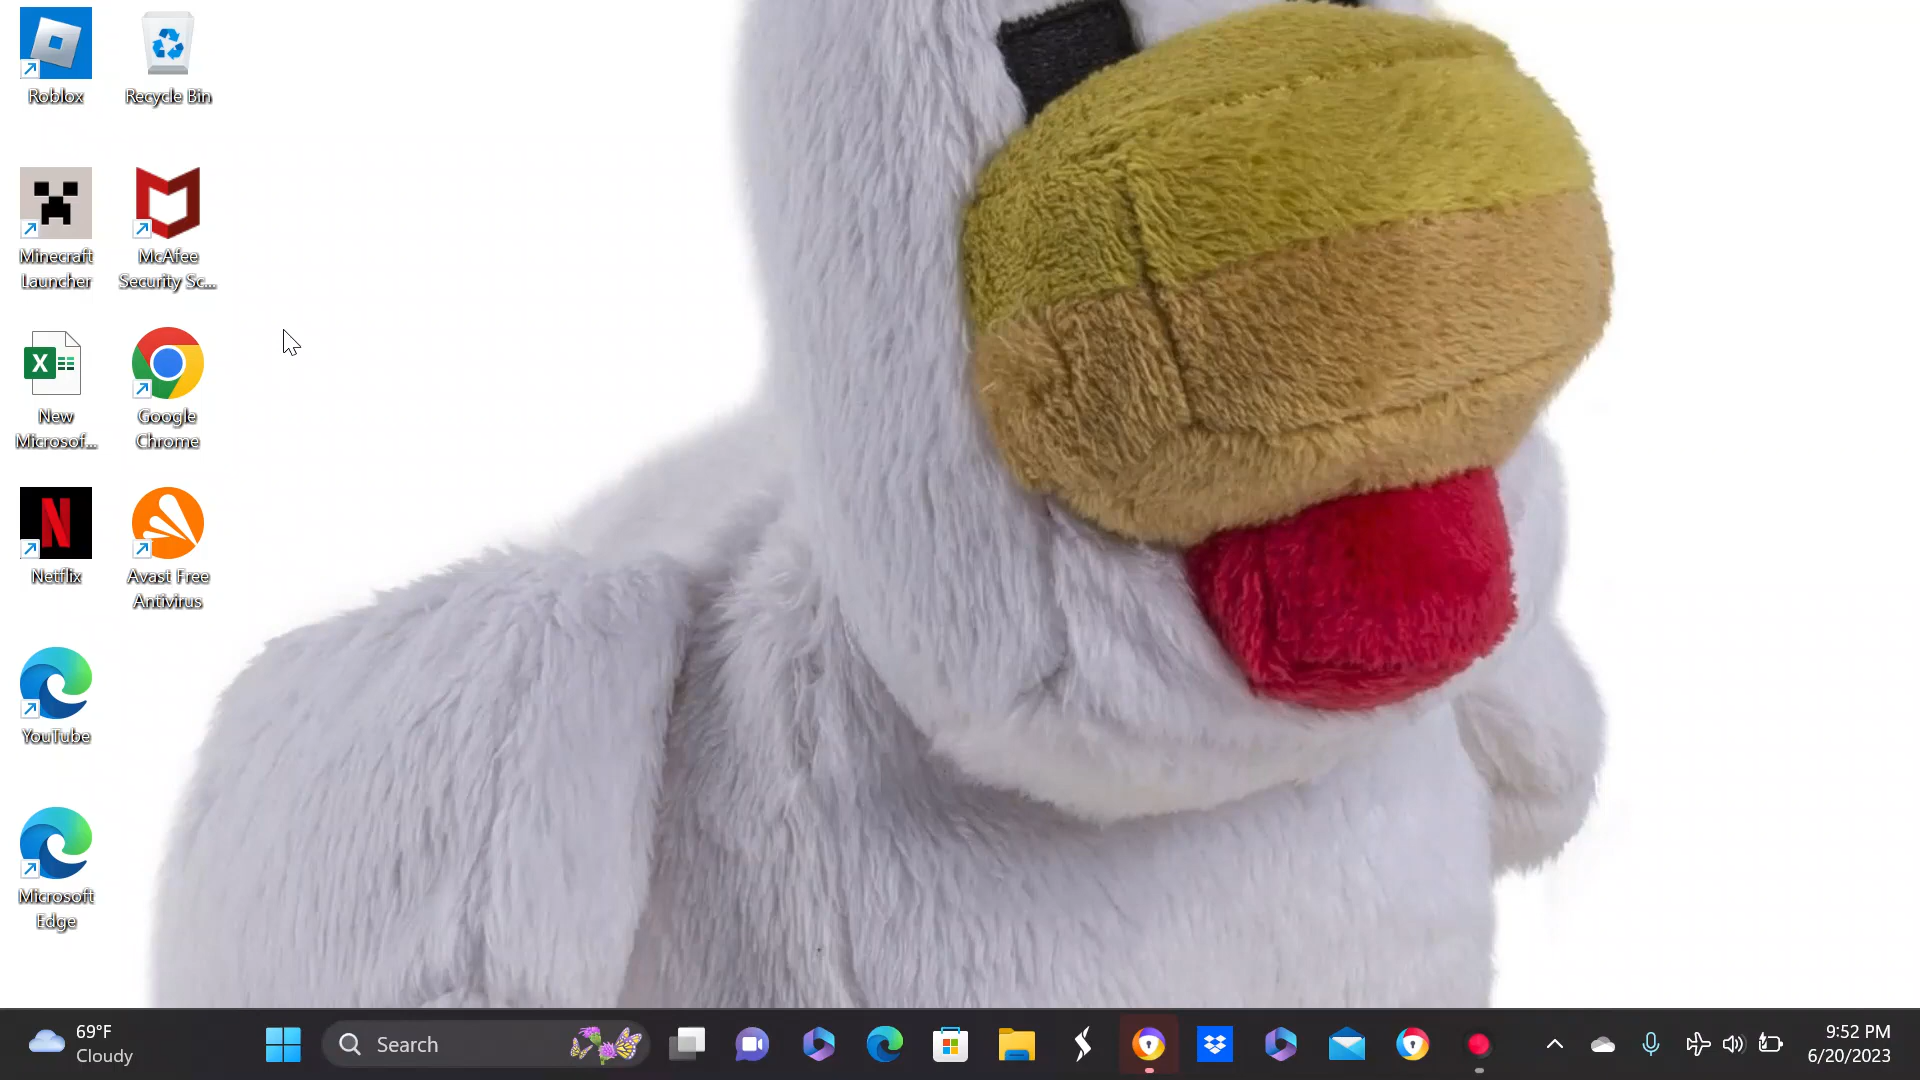 Roblox
Recycle Bin
Minecraft
Launcher
McAfee
Security Sc...
New
Microsof...
Google
Chrome
Netflix
Avast Free
Antivirus
YouTube
Microsoft
Edge
69°F
Cloudy
Search
9:52 PM
6/20/2023